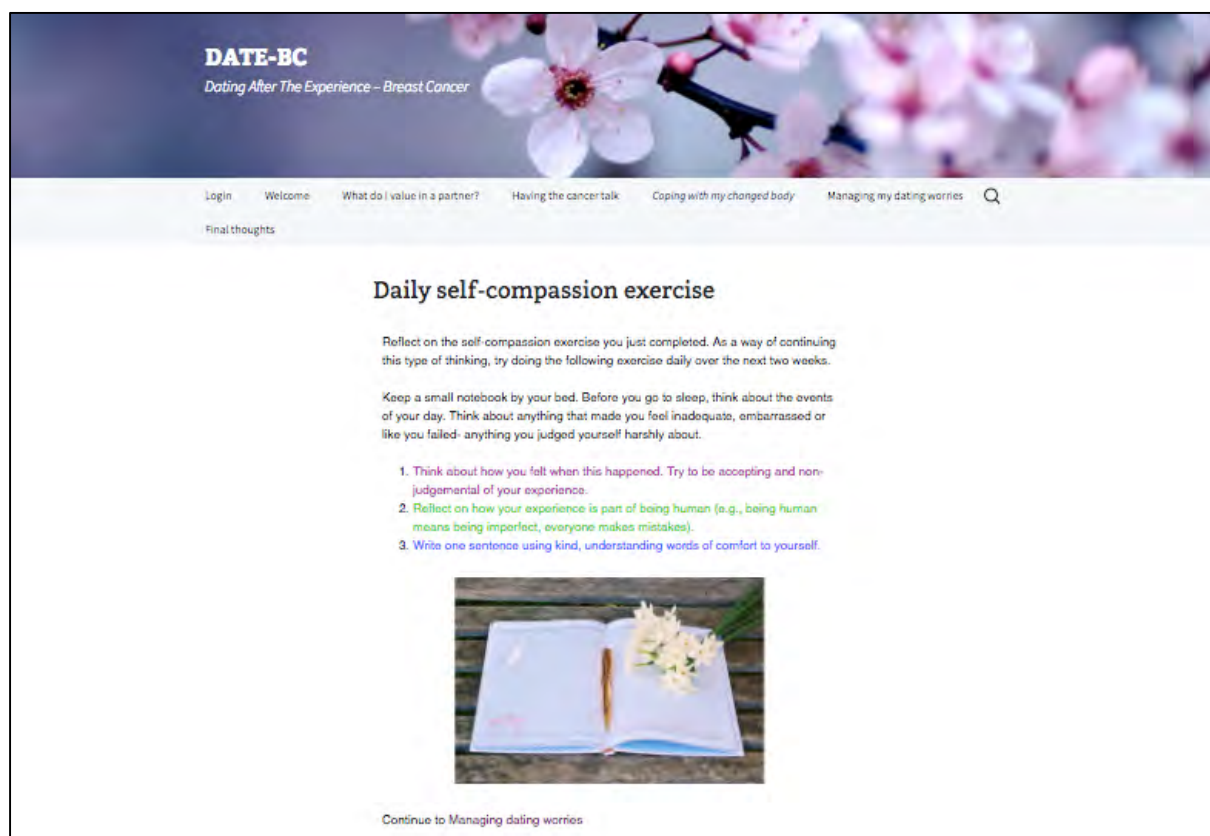 DATE-BC
Dating After The Experience – Breast Cancer
Login Welcome What do I value in a partner? Having the cancer talk Coping with my changed body Managing my dating worries
Final thoughts
Daily self-compassion exercise
Reflect on the self-compassion exercise you just completed. As a way of continuing
this type of thinking, try doing the following exercise daily over the next two weeks.
Keep a small notebook by your bed. Before you go to sleep, think about the events
of your day. Think about anything that made you feel inadequate, embarrassed or
like you failed- anything you judged yourself harshly about.
1. Think about how you felt when this happened. Try to be accepting and non-
judgemental of your experience.
2. Reflect on how your experience is part of being human (e.g., being human
means being imperfect, everyone makes mistakes).
3. Write one sentence using kind, understanding words of comfort to yourself.
Continue to Managing dating worries